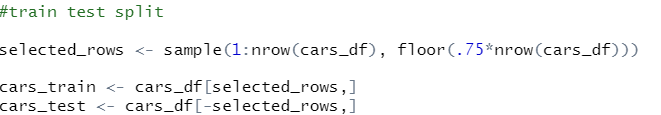 #train test split
selected_rows <- sample(1:nrow(cars_df), floor(.75*nrow(cars_df)))
cars_train <- cars_df[selected_rows,]
cars_test <- cars_df[-selected_rows,]